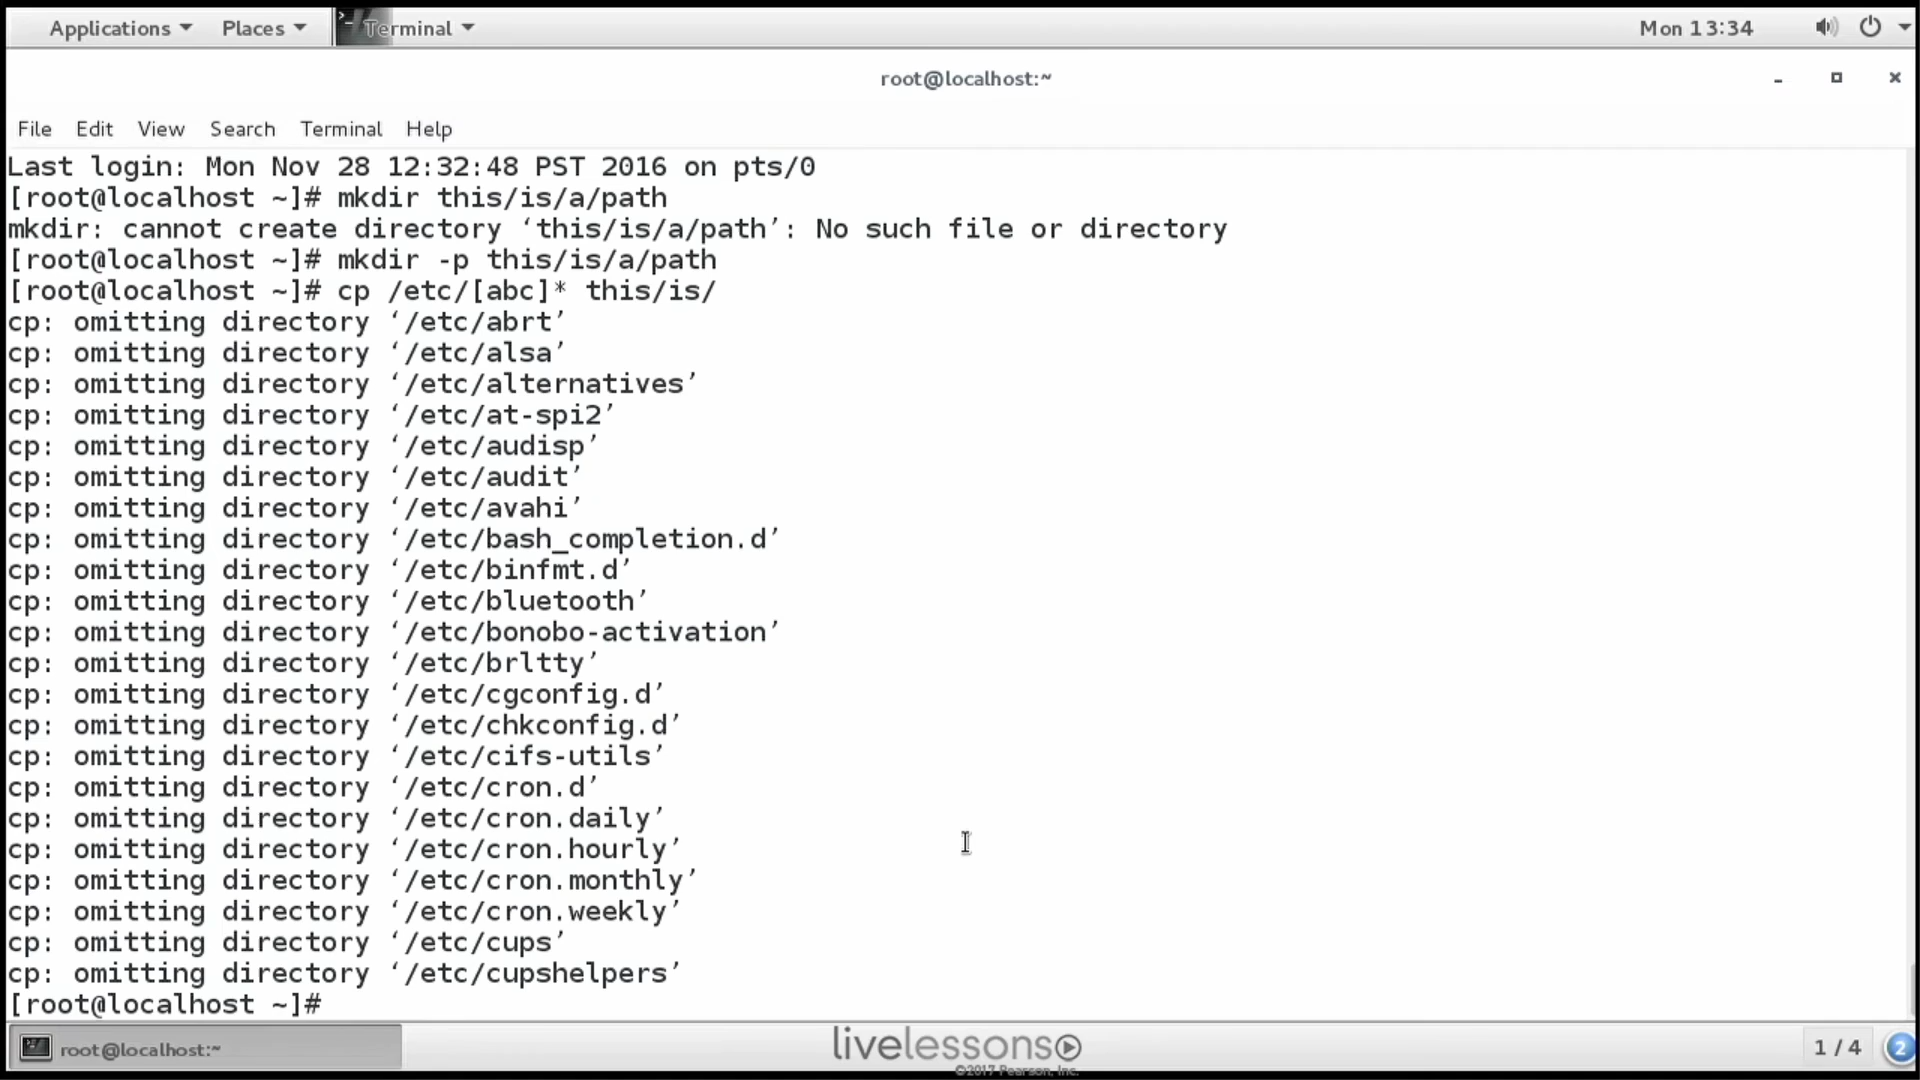 Applications Places Terminal Mon 13:34
root@localhost:~
File Edit View Search Terminal Help
Last login: Mon Nov 28 12:32:48 PST 2016 on pts/0
[root@localhost ~]# mkdir this/is/a/path
mkdir: cannot create directory ‘this/is/a/path’: No such file or directory
[root@localhost ~]# mkdir -p this/is/a/path
[root@localhost ~]# cp /etc/[abc]* this/is/
cp: omitting directory ‘/etc/abrt’
cp: omitting directory ‘/etc/alsa’
cp: omitting directory ‘/etc/alternatives’
cp: omitting directory ‘/etc/at-spi2’
cp: omitting directory ‘/etc/audisp’
cp: omitting directory ‘/etc/audit’
cp: omitting directory ‘/etc/avahi’
cp: omitting directory ‘/etc/bash_completion.d’
cp: omitting directory ‘/etc/binfmt.d’
cp: omitting directory ‘/etc/bluetooth’
cp: omitting directory ‘/etc/bonobo-activation’
cp: omitting directory ‘/etc/brltty’
cp: omitting directory ‘/etc/cgconfig.d’
cp: omitting directory ‘/etc/chkconfig.d’
cp: omitting directory ‘/etc/cifs-utils’
cp: omitting directory ‘/etc/cron.d’
cp: omitting directory ‘/etc/cron.daily’
cp: omitting directory ‘/etc/cron.hourly’
cp: omitting directory ‘/etc/cron.monthly’
cp: omitting directory ‘/etc/cron.weekly’
cp: omitting directory ‘/etc/cups’
cp: omitting directory ‘/etc/cupshelpers’
[root@localhost ~]#
root@localhost:~ livelessons 1 / 4 2
©2017 Pearson, Inc.